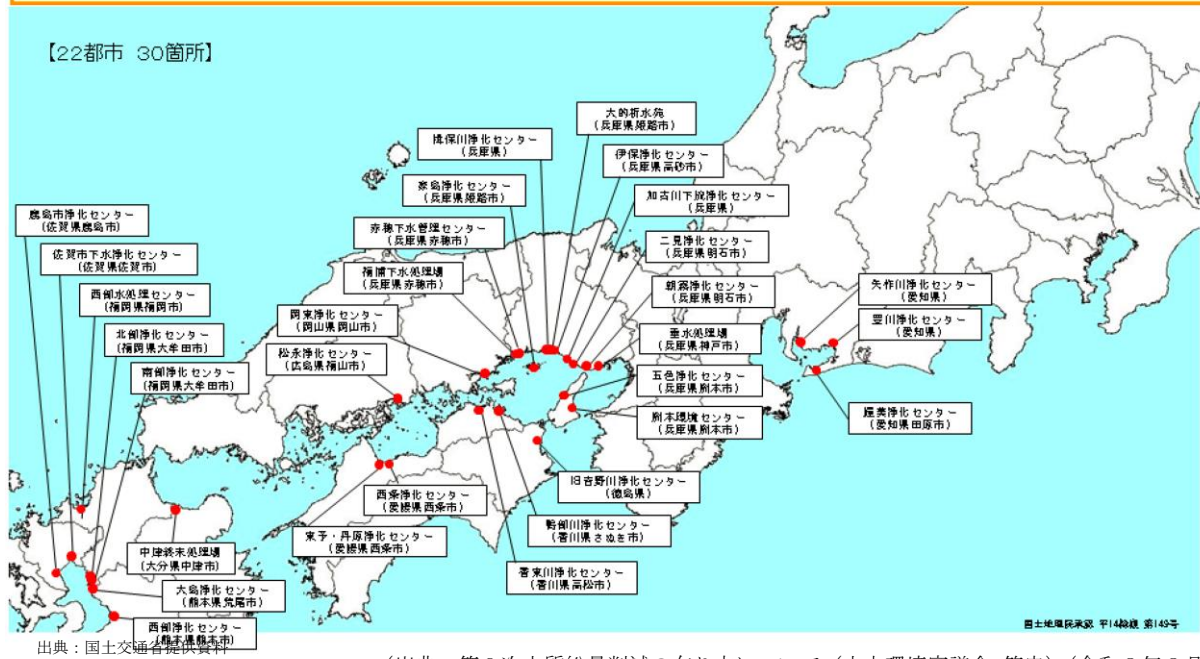 【22都市 30箇所】
大的析水苑
(兵庫県姫路市)
揖保川浄化センター
(兵庫県)
伊保浄化センター
(兵庫県高砂市)
家島浄化センター
(兵庫県姫路市)
加古川下流浄化センター
(兵庫県)
鹿島市浄化センター
(佐賀県鹿島市)
赤穂下水管理センター
(兵庫県赤穂市)
二見浄化センター
(兵庫県明石市)
佐賀市下水浄化センター
(佐賀県佐賀市)
福浦下水処理場
(兵庫県赤穂市)
朝霧浄化センター
(兵庫県明石市)
矢作川浄化センター
(愛知県)
西部水処理センター
(福岡県福岡市)
岡東浄化センター
(岡山県岡山市)
垂水処理場
(兵庫県神戸市)
豊川浄化センター
(愛知県)
北部浄化センター
(福岡県大牟田市)
松永浄化センター
(広島県福山市)
五色浄化センター
(兵庫県洲本市)
南部浄化センター
(福岡県大牟田市)
洲本環境センター
(兵庫県洲本市)
渥美浄化センター
(愛知県田原市)
旧吉野川浄化センター
(徳島県)
西条浄化センター
(愛媛県西条市)
鴨部川浄化センター
(香川県さぬき市)
東予・丹原浄化センター
(愛媛県西条市)
中津終末処理場
(大分県中津市)
香東川浄化センター
(香川県高松市)
大島浄化センター
(熊本県荒尾市)
西部浄化センター
(熊本県熊本市)
国土地理院承認 平14総複 第149号
出典:国土交通省提供資料